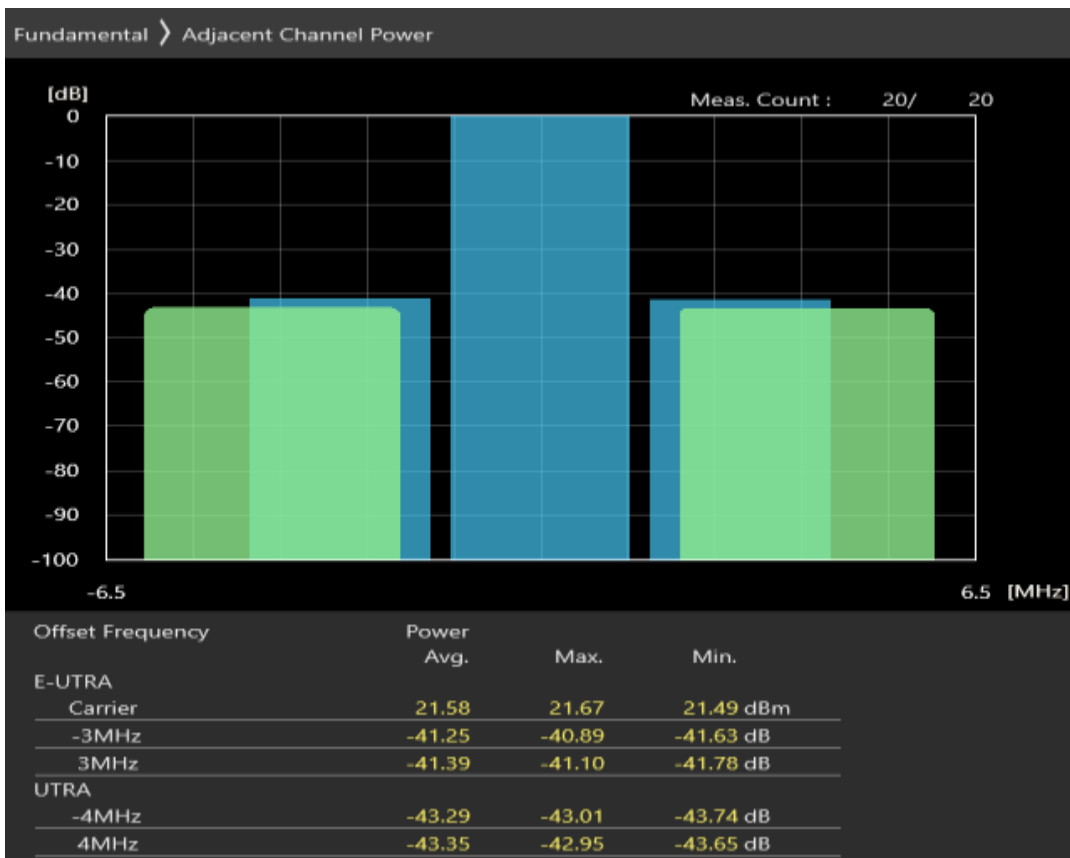 Fundamental 〉 Adjacent Channel Power
[dB]
Meas. Count : 20/ 20
0
-10
-20
-30
-40
-50
-60
-70
-80
-90
-100
-6.5 6.5 [MHz]
Offset Frequency Power
Avg. Max. Min.
E-UTRA
Carrier 21.58 21.67 21.49 dBm
-3MHz -41.25 -40.89 -41.63 dB
3MHz -41.39 -41.10 -41.78 dB
UTRA
-4MHz -43.29 -43.01 -43.74 dB
4MHz -43.35 -42.95 -43.65 dB